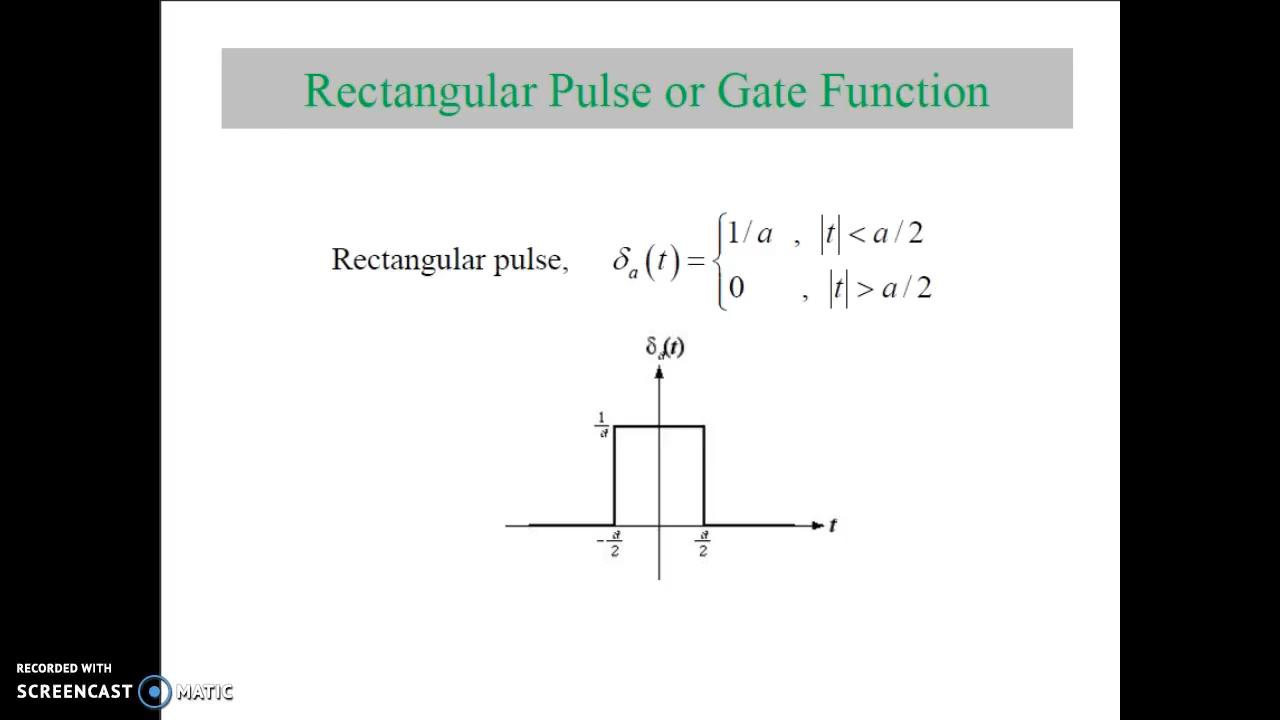 Rectangular Pulse or Gate Function
Rectangular pulse, δₐ(t) = { 1/a , |t| < a/2
0 , |t| > a/2
δₐ(t)
1/a
t
-a/2 a/2
RECORDED WITH
SCREENCAST MATIC